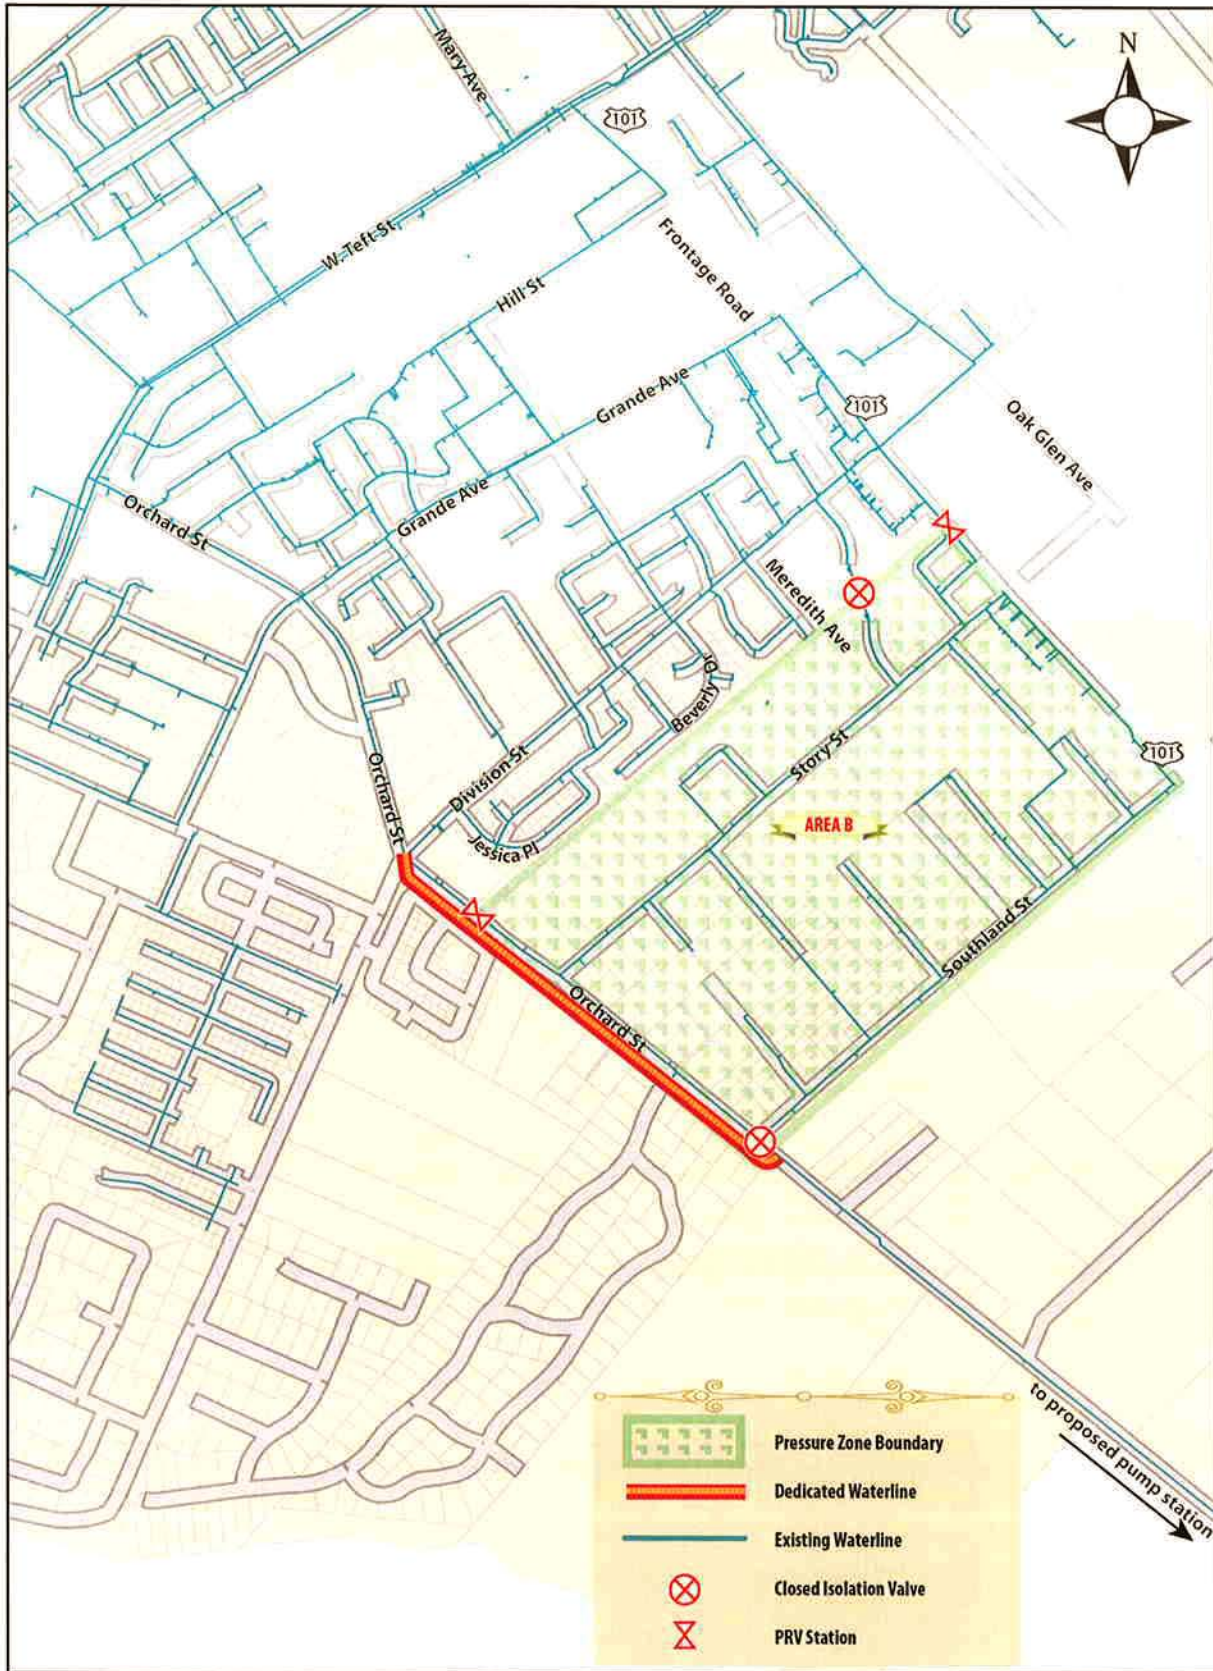 N
Mary Ave
101
W. Teft St
Hill St
Frontage Road
Grande Ave
101
Oak Glen Ave
Orchard St
Grande Ave
Meredith Ave
Beverly Dr
Story St
101
Orchard St
Division St
AREA B
Jessica Pl
Southland St
Orchard St
to proposed pump station
Pressure Zone Boundary
Dedicated Waterline
Existing Waterline
Closed Isolation Valve
PRV Station